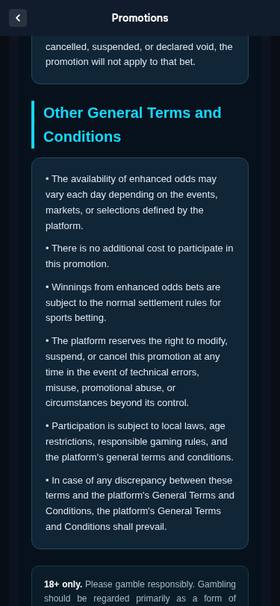 Promotions
cancelled, suspended, or declared void, the
promotion will not apply to that bet.
Other General Terms and
Conditions
• The availability of enhanced odds may
vary each day depending on the events,
markets, or selections defined by the
platform.
• There is no additional cost to participate in
this promotion.
• Winnings from enhanced odds bets are
subject to the normal settlement rules for
sports betting.
• The platform reserves the right to modify,
suspend, or cancel this promotion at any
time in the event of technical errors,
misuse, promotional abuse, or
circumstances beyond its control.
• Participation is subject to local laws, age
restrictions, responsible gaming rules, and
the platform's general terms and conditions.
• In case of any discrepancy between these
terms and the platform's General Terms and
Conditions, the platform's General Terms
and Conditions shall prevail.
18+ only. Please gamble responsibly. Gambling
should be regarded primarily as a form of